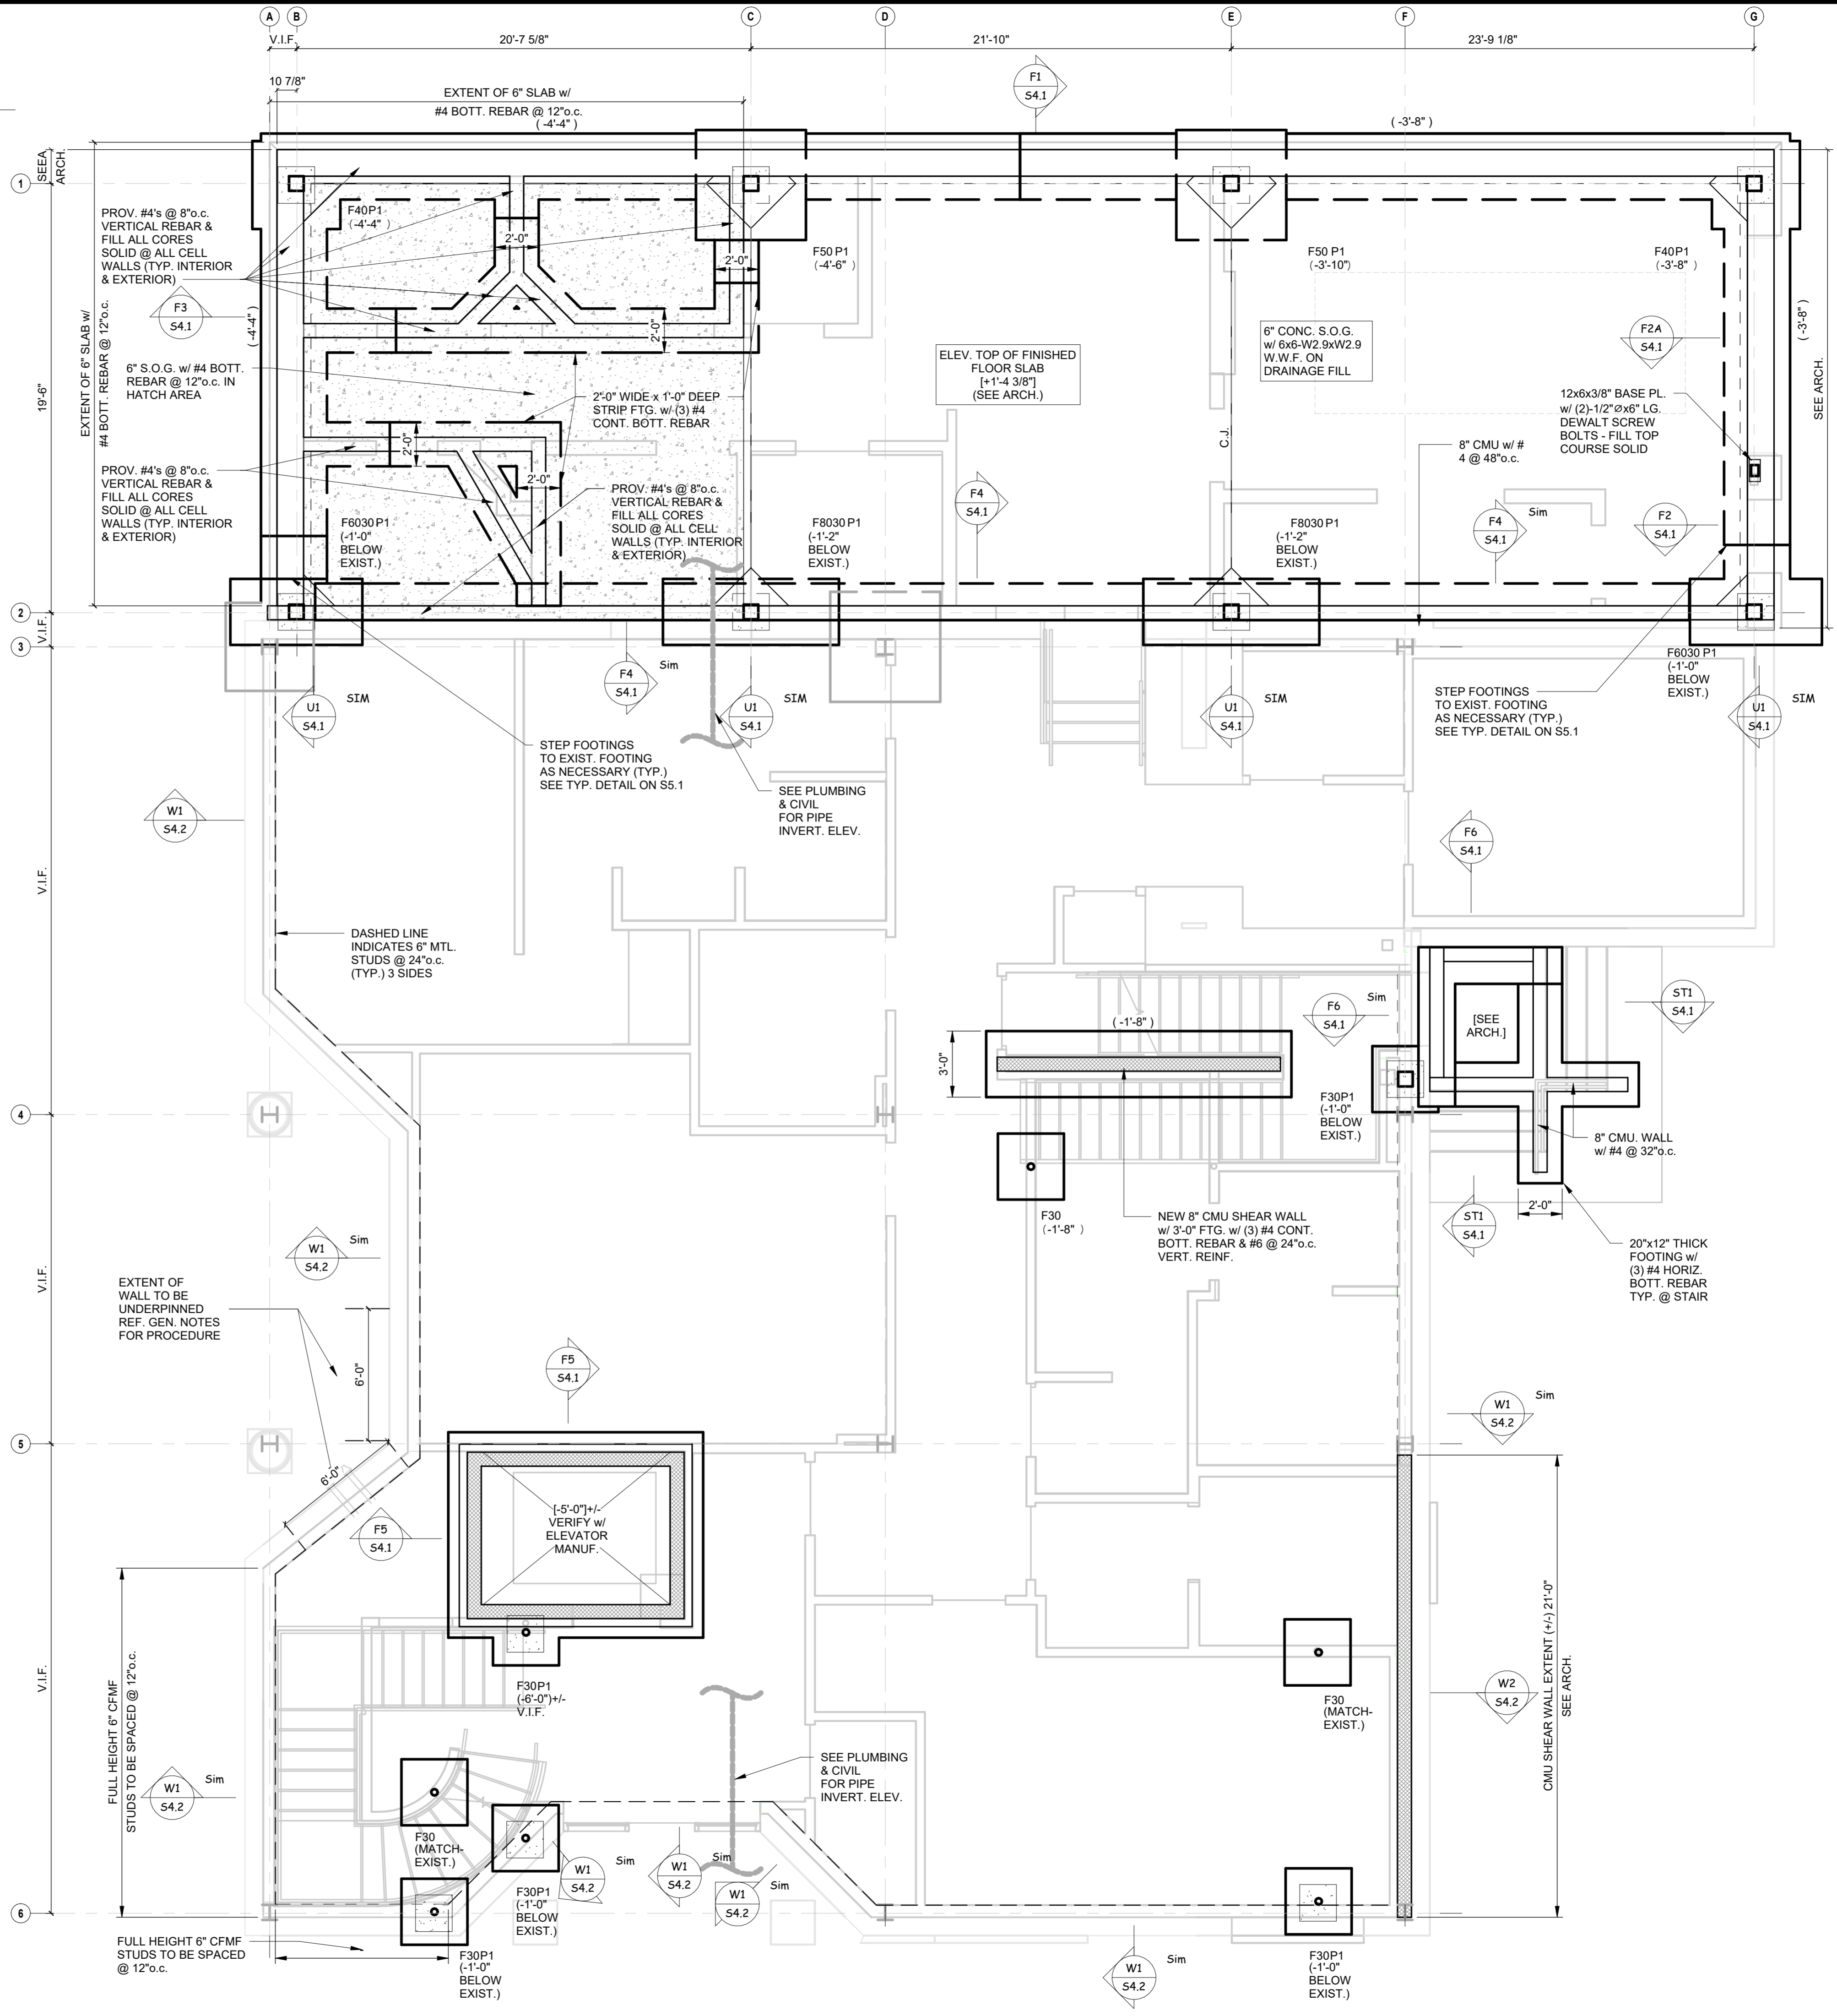 A
B
C
D
E
F
G
V.I.F.
20'-7 5/8"
21'-10"
23'-9 1/8"
10 7/8"
EXTENT OF 6" SLAB w/
#4 BOTT. REBAR @ 12"o.c.
( -4'-4" )
F1
S4.1
( -3'-8" )
SEEA
ARCH.
1
PROV. #4's @ 8"o.c.
VERTICAL REBAR &
FILL ALL CORES
SOLID @ ALL CELL
WALLS (TYP. INTERIOR
& EXTERIOR)
F40P1
(-4'-4" )
2'-0"
2'-0"
F50 P1
(-4'-6" )
F50 P1
(-3'-10")
F40P1
(-3'-8" )
F3
S4.1
( -4'-4" )
2'-0"
EXTENT OF 6" SLAB w/
#4 BOTT. REBAR @ 12"o.c.
19'-6"
6" S.O.G. w/ #4 BOTT.
REBAR @ 12"o.c. IN
HATCH AREA
ELEV. TOP OF FINISHED
FLOOR SLAB
[+1'-4 3/8"]
(SEE ARCH.)
6" CONC. S.O.G.
w/ 6x6-W2.9xW2.9
W.W.F. ON
DRAINAGE FILL
F2A
S4.1
( -3'-8" )
SEE ARCH.
2'-0" WIDE x 1'-0" DEEP
STRIP FTG. w/ (3) #4
CONT. BOTT. REBAR
12x6x3/8" BASE PL.
w/ (2)-1/2"Øx6" LG.
DEWALT SCREW
BOLTS - FILL TOP
COURSE SOLID
C.J.
8" CMU w/ #
4 @ 48"o.c.
2'-0"
2'-0"
PROV. #4's @ 8"o.c.
VERTICAL REBAR &
FILL ALL CORES
SOLID @ ALL CELL
WALLS (TYP. INTERIOR
& EXTERIOR)
PROV. #4's @ 8"o.c.
VERTICAL REBAR &
FILL ALL CORES
SOLID @ ALL CELL
WALLS (TYP. INTERIOR
& EXTERIOR)
F6030 P1
(-1'-0"
BELOW
EXIST.)
F8030 P1
(-1'-2"
BELOW
EXIST.)
F4
S4.1
F8030 P1
(-1'-2"
BELOW
EXIST.)
F4
S4.1
Sim
F2
S4.1
2
V.I.F.
3
F4
S4.1
Sim
F6030 P1
(-1'-0"
BELOW
EXIST.)
U1
S4.1
SIM
U1
S4.1
SIM
U1
S4.1
SIM
U1
S4.1
SIM
STEP FOOTINGS
TO EXIST. FOOTING
AS NECESSARY (TYP.)
SEE TYP. DETAIL ON S5.1
STEP FOOTINGS
TO EXIST. FOOTING
AS NECESSARY (TYP.)
SEE TYP. DETAIL ON S5.1
SEE PLUMBING
& CIVIL
FOR PIPE
INVERT. ELEV.
W1
S4.2
F6
S4.1
V.I.F.
DASHED LINE
INDICATES 6" MTL.
STUDS @ 24"o.c.
(TYP.) 3 SIDES
( -1'-8" )
3'-0"
F6
S4.1
Sim
[SEE
ARCH.]
ST1
S4.1
F30P1
(-1'-0"
BELOW
EXIST.)
4
8" CMU. WALL
w/ #4 @ 32"o.c.
2'-0"
F30
(-1'-8" )
NEW 8" CMU SHEAR WALL
w/ 3'-0" FTG. w/ (3) #4 CONT.
BOTT. REBAR & #6 @ 24"o.c.
VERT. REINF.
ST1
S4.1
20"x12" THICK
FOOTING w/
(3) #4 HORIZ.
BOTT. REBAR
TYP. @ STAIR
W1
S4.2
Sim
V.I.F.
EXTENT OF
WALL TO BE
UNDERPINNED
REF. GEN. NOTES
FOR PROCEDURE
6'-0"
F5
S4.1
W1
S4.2
Sim
5
6'-0"
F5
S4.1
[-5'-0"]+/-
VERIFY w/
ELEVATOR
MANUF.
CMU SHEAR WALL EXTENT (+/-) 21'-0"
SEE ARCH.
V.I.F.
FULL HEIGHT 6" CFMF
STUDS TO BE SPACED @ 12"o.c.
F30P1
(-6'-0")+/-
V.I.F.
F30
(MATCH-
EXIST.)
W2
S4.2
W1
S4.2
Sim
SEE PLUMBING
& CIVIL
FOR PIPE
INVERT. ELEV.
F30
(MATCH-
EXIST.)
W1
S4.2
Sim
W1
S4.2
Sim
W1
S4.2
Sim
F30P1
(-1'-0"
BELOW
EXIST.)
6
FULL HEIGHT 6" CFMF
STUDS TO BE SPACED
@ 12"o.c.
F30P1
(-1'-0"
BELOW
EXIST.)
W1
S4.2
Sim
F30P1
(-1'-0"
BELOW
EXIST.)